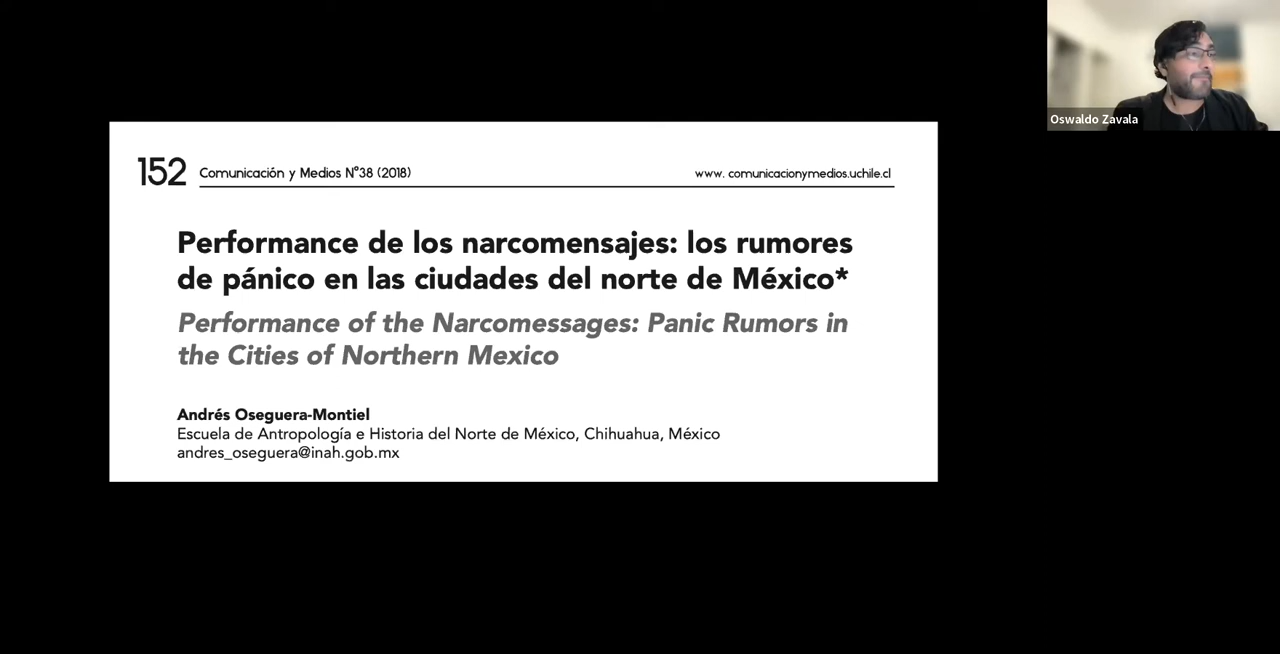 152 Comunicación y Medios N°38 (2018) www. comunicacionymedios.uchile.cl
Performance de los narcomensajes: los rumores
de pánico en las ciudades del norte de México*
Performance of the Narcomessages: Panic Rumors in
the Cities of Northern Mexico
Andrés Oseguera-Montiel
Escuela de Antropología e Historia del Norte de México, Chihuahua, México
andres_oseguera@inah.gob.mx
Oswaldo Zavala